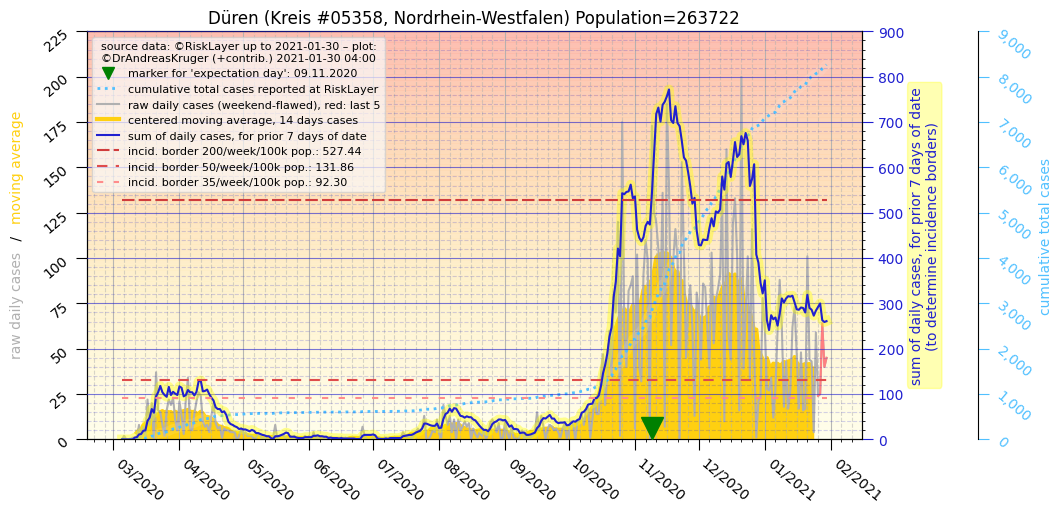 Düren (Kreis #05358, Nordrhein-Westfalen) Population=263722
source data: ©RiskLayer up to 2021-01-30 – plot:
©DrAndreasKruger (+contrib.) 2021-01-30 04:00
marker for 'expectation day': 09.11.2020
cumulative total cases reported at RiskLayer
raw daily cases (weekend-flawed), red: last 5
centered moving average, 14 days cases
sum of daily cases, for prior 7 days of date
incid. border 200/week/100k pop.: 527.44
incid. border 50/week/100k pop.: 131.86
incid. border 35/week/100k pop.: 92.30
raw daily cases / moving average
225
200
175
150
125
100
75
50
25
0
900
800
700
600
500
400
300
200
100
0
sum of daily cases, for prior 7 days of date
(to determine incidence borders)
9,000
8,000
7,000
6,000
5,000
4,000
3,000
2,000
1,000
0
cumulative total cases
03/2020
04/2020
05/2020
06/2020
07/2020
08/2020
09/2020
10/2020
11/2020
12/2020
01/2021
02/2021